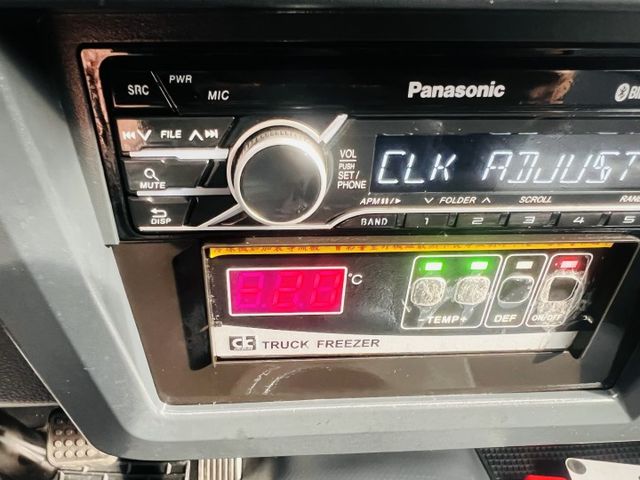 PWR
SRC
MIC
Panasonic
FILE
VOL
PUSH
SET/
PHONE
CLK ADJUST
MUTE
DISP
APM
FOLDER
SCROLL
BAND 1 2 3 4 5
°C
-TEMP+
DEF
ON/OFF
TRUCK FREEZER